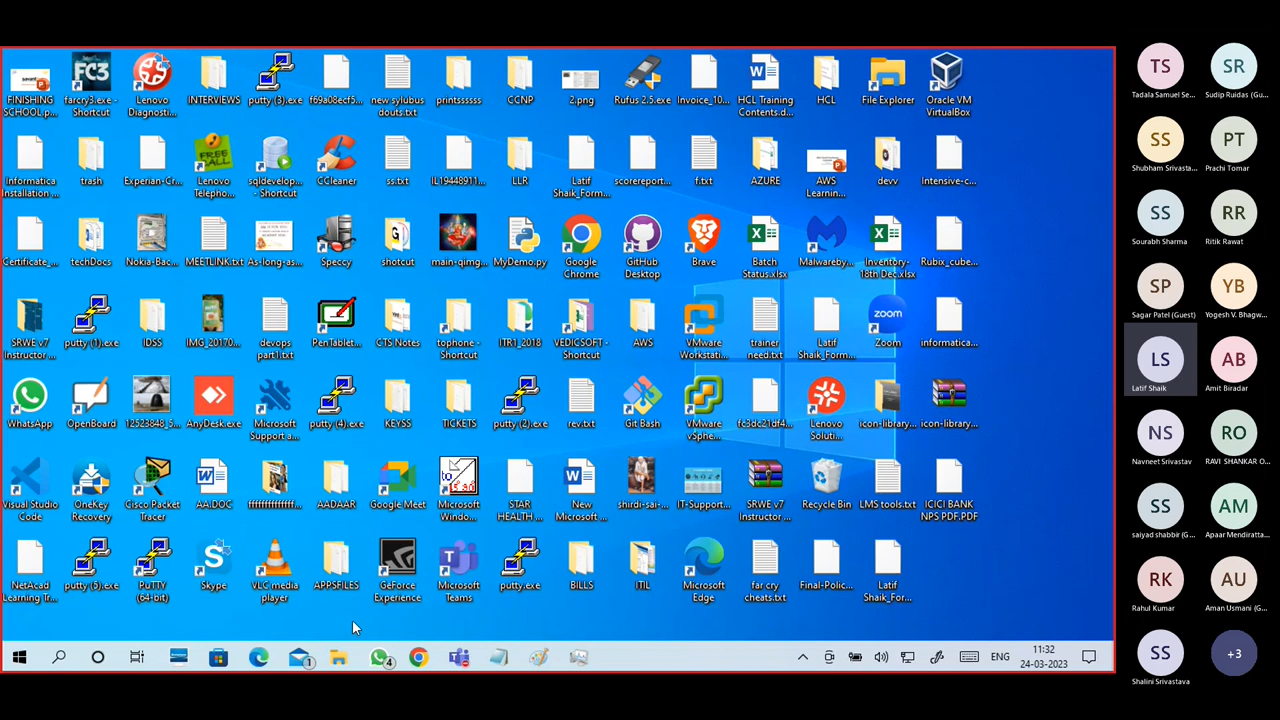 FINISHING SCHOOL.p...
farcry3.exe - Shortcut
Lenovo Diagnosti...
INTERVIEWS
putty (3).exe
f69a08ecf5...
new sylubus douts.txt
printssssss
CCNP
2.png
Rufus 2.5.exe
Invoice_10...
HCL Training Contents.d...
HCL
File Explorer
Oracle VM VirtualBox
Informatica Installation ...
trash
Experian-Cr...
Lenovo Telepho...
sqldevelop... - Shortcut
CCleaner
ss.txt
IL19448911...
LLR
Latif Shaik_Form...
scorereport...
f.txt
AZURE
AWS Learnin...
devv
Intensive-c...
Certificate_...
techDocs
Nokia-Bac...
MEETLINK.txt
As-long-as...
Speccy
shotcut
main-qimg...
MyDemo.py
Google Chrome
GitHub Desktop
Brave
Batch Status.xlsx
Malwareby...
Inventory-18th Dec.xlsx
Rubix_cube...
SRWE v7 Instructor ...
putty (1).exe
IDSS
IMG_20170...
devops part1.txt
PenTablet...
CTS Notes
tophone - Shortcut
ITR1_2018
VEDICSOFT - Shortcut
AWS
VMware Workstati...
trainer need.txt
Latif Shaik_Form...
Zoom
informatica...
WhatsApp
OpenBoard
12523848_5...
AnyDesk.exe
Microsoft Support a...
putty (4).exe
KEYSS
TICKETS
putty (2).exe
rev.txt
Git Bash
VMware vSphe...
fc3dc21df4...
Lenovo Soluti...
icon-library...
icon-library...
Visual Studio Code
OneKey Recovery
Cisco Packet Tracer
AA.DOC
ffffffffffffff...
AADAAR
Google Meet
Microsoft Windo...
STAR HEALTH ...
New Microsoft ...
shirdi-sai-...
IT-Support...
SRWE v7 Instructor ...
Recycle Bin
LMS tools.txt
ICICI BANK NPS PDF.PDF
NetAcad Learning Tr...
putty (5).exe
PuTTY (64-bit)
Skype
VLC media player
APPSFILES
GeForce Experience
Microsoft Teams
putty.exe
BILLS
ITIL
Microsoft Edge
far cry cheats.txt
Final-Polic...
Latif Shaik_For...
FC3
FREE CALL
zoom
1
4
ENG
11:32
24-03-2023
TS
Tadala Samuel Se...
SR
Sudip Ruidas (Gu...
SS
Shubham Srivasta...
PT
Prachi Tomar
SS
Sourabh Sharma
RR
Ritik Rawat
SP
Sagar Patel (Guest)
YB
Yogesh V. Bhagw...
LS
Latif Shaik
AB
Amit Biradar
NS
Navneet Srivastav
RO
RAVI SHANKAR O...
SS
saiyad shabbir (G...
AM
Apaar Mendiratta...
RK
Rahul Kumar
AU
Aman Usmani (G...
SS
Shalini Srivastava
+3